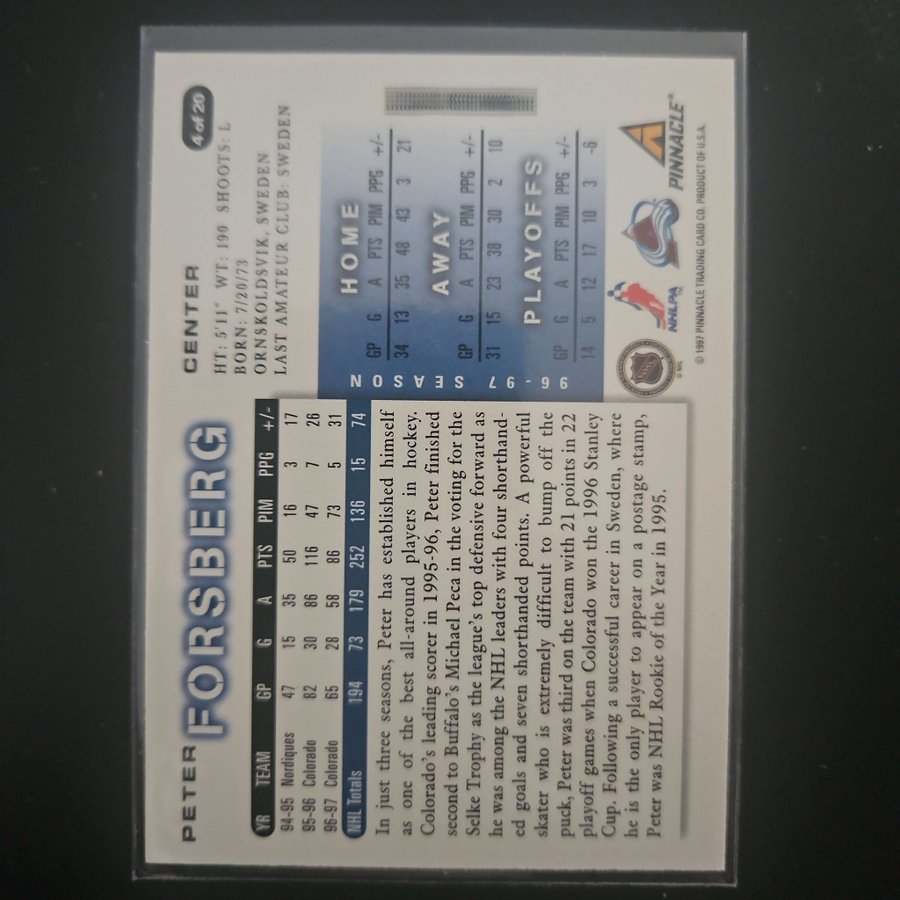 PETER
FORSBERG
CENTER
4 of 20
HT: 5'11" WT: 190 SHOOTS: L
BORN: 7/20/73
ORNSKOLDSVIK, SWEDEN
LAST AMATEUR CLUB: SWEDEN
YR TEAM GP G A PTS PIM PPG +/-
94-95 Nordiques 47 15 35 50 16 3 17
95-96 Colorado 82 30 86 116 47 7 26
96-97 Colorado 65 28 58 86 73 5 31
NHL Totals 194 73 179 252 136 15 74
In just three seasons, Peter has established himself
as one of the best all-around players in hockey.
Colorado's leading scorer in 1995-96, Peter finished
second to Buffalo's Michael Peca in the voting for the
Selke Trophy as the league's top defensive forward as
he was among the NHL leaders with four shorthand-
ed goals and seven shorthanded points. A powerful
skater who is extremely difficult to bump off the
puck, Peter was third on the team with 21 points in 22
playoff games when Colorado won the 1996 Stanley
Cup. Following a successful career in Sweden, where
he is the only player to appear on a postage stamp,
Peter was NHL Rookie of the Year in 1995.
96-97 SEASON
HOME
GP G A PTS PIM PPG +/-
34 13 35 48 43 3 21
AWAY
GP G A PTS PIM PPG +/-
31 15 23 38 30 2 10
PLAYOFFS
GP G A PTS PIM PPG +/-
14 5 12 17 10 3 -6
© NHL
NHLPA
TM
PINNACLE®
© 1997 PINNACLE TRADING CARD CO. PRODUCT OF U.S.A.